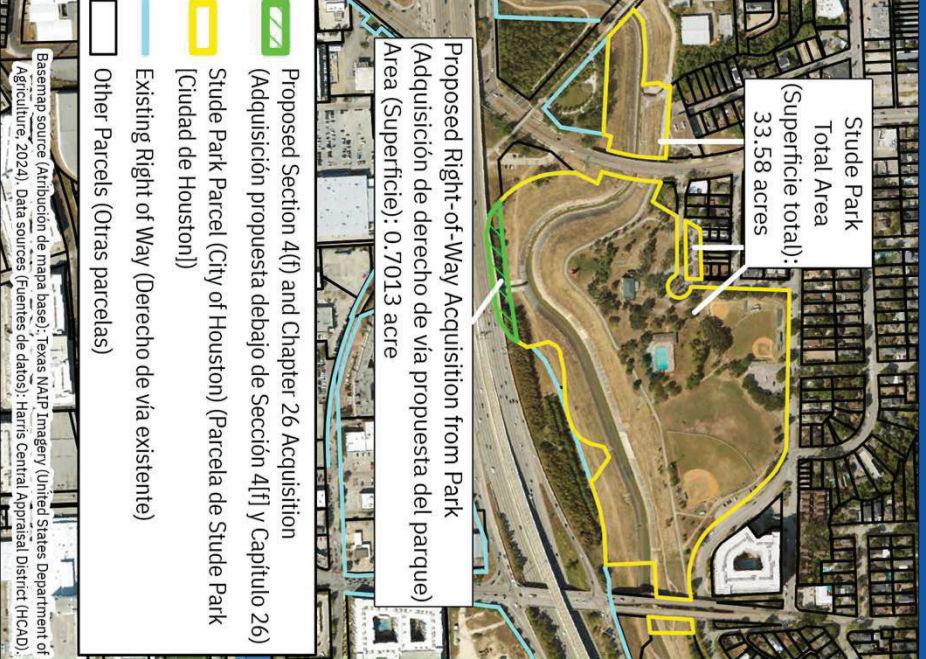 Stude Park
Total Area
(Superficie total):
33.58 acres
Proposed Right-of-Way Acquisition from Park
(Adquisición de derecho de vía propuesta del parque)
Area (Superficie): 0.7013 acre
Proposed Section 4(f) and Chapter 26 Acquisition
(Adquisición propuesta debajo de Sección 4[f] y Capítulo 26)
Stude Park Parcel (City of Houston) (Parcela de Stude Park
[Ciudad de Houston])
Existing Right of Way (Derecho de vía existente)
Other Parcels (Otras parcelas)
Basemap source (Atribución de mapa base): Texas NAIP Imagery (United States Department of
Agriculture, 2024). Data sources (Fuentes de datos): Harris Central Appraisal District (HCAD).